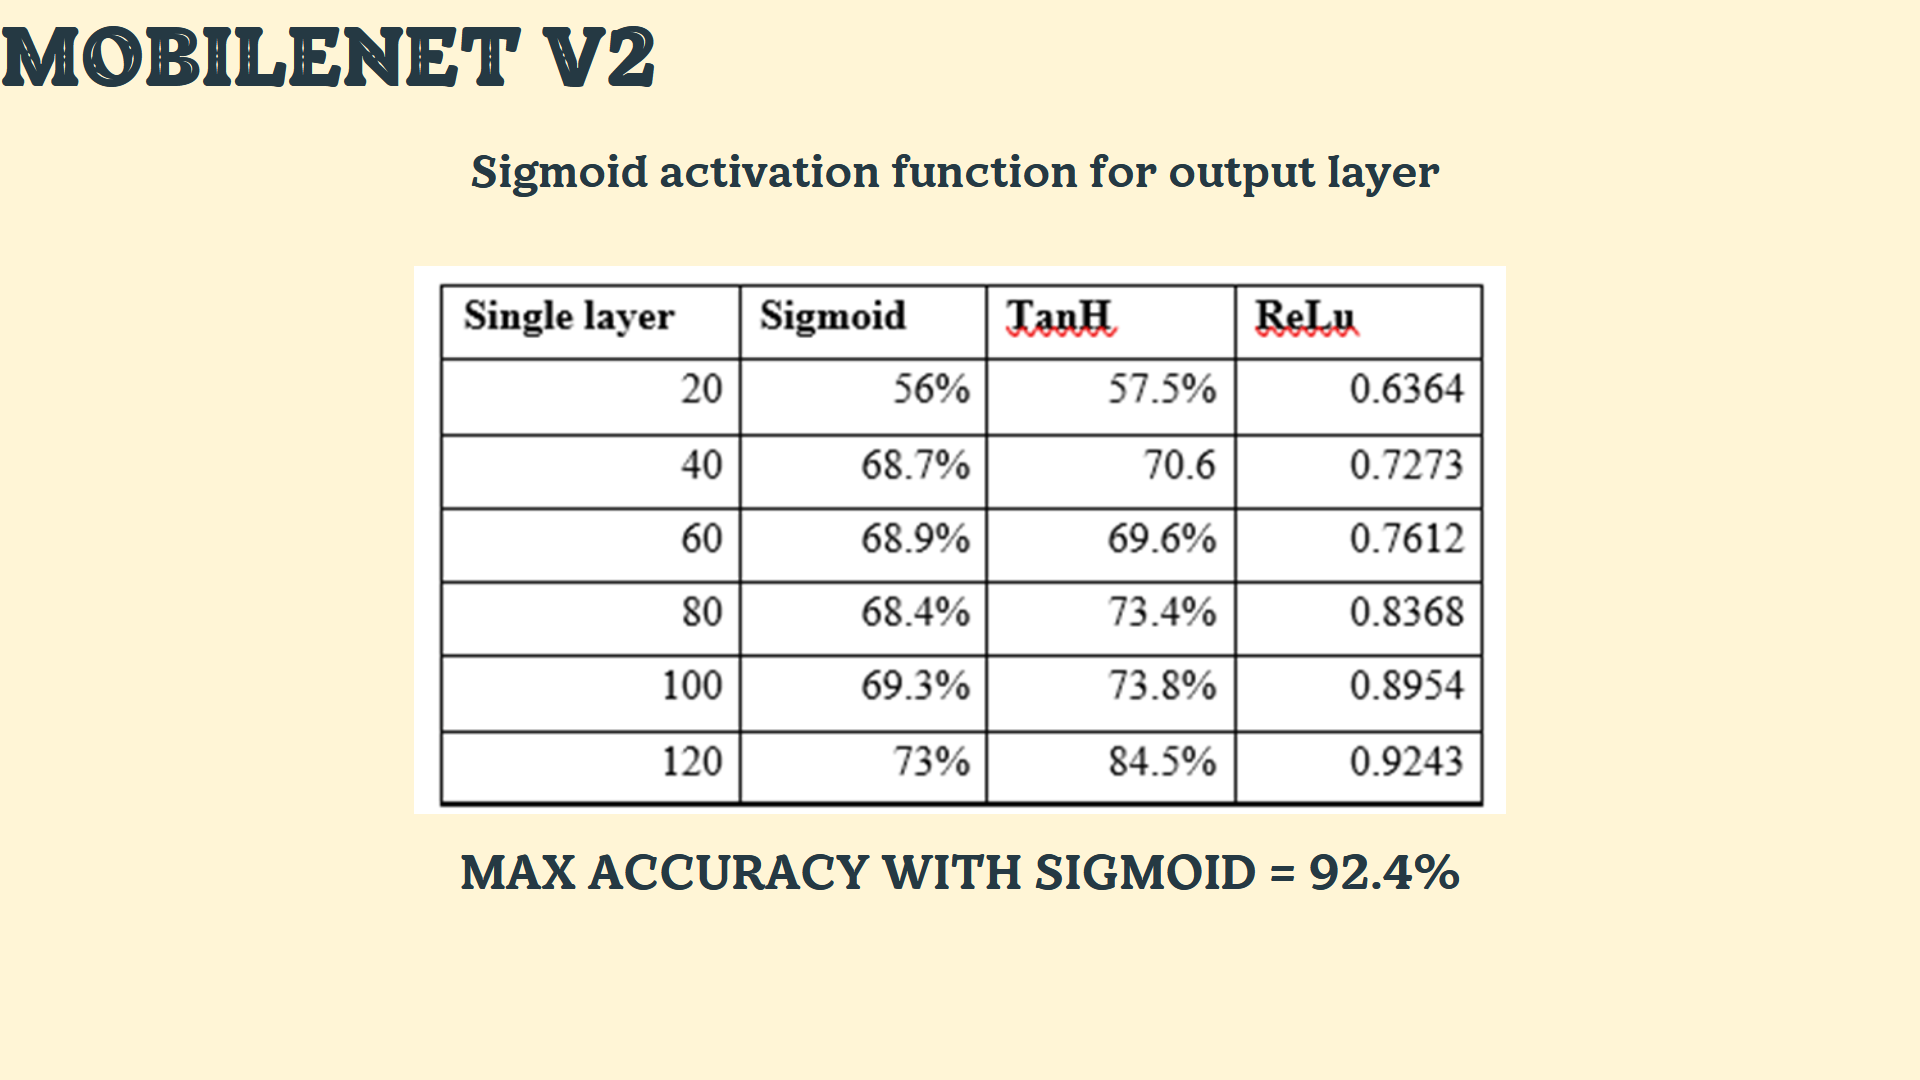 MOBILENET V2
Sigmoid activation function for output layer
Single layer Sigmoid TanH ReLu
20 56% 57.5% 0.6364
40 68.7% 70.6 0.7273
60 68.9% 69.6% 0.7612
80 68.4% 73.4% 0.8368
100 69.3% 73.8% 0.8954
120 73% 84.5% 0.9243
MAX ACCURACY WITH SIGMOID = 92.4%